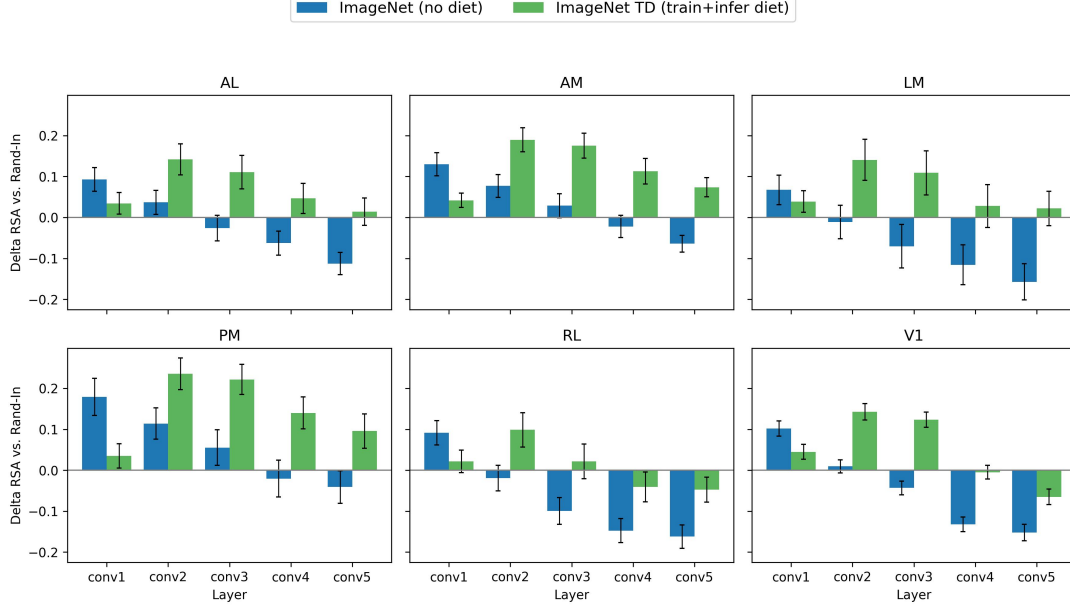 ImageNet (no diet) ImageNet TD (train+infer diet)
AL AM LM
Delta RSA vs. Rand-In
0.2
0.1
0.0
−0.1
−0.2
PM RL V1
Delta RSA vs. Rand-In
0.2
0.1
0.0
−0.1
−0.2
conv1 conv2 conv3 conv4 conv5 conv1 conv2 conv3 conv4 conv5 conv1 conv2 conv3 conv4 conv5
Layer Layer Layer